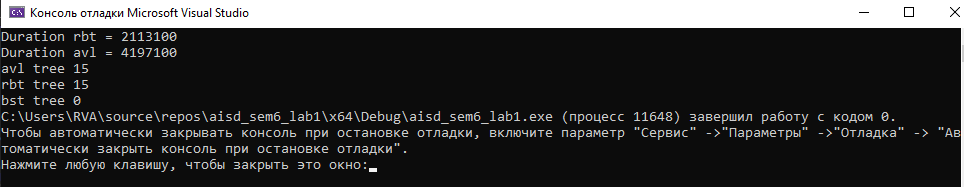 Консоль отладки Microsoft Visual Studio
Duration rbt = 2113100
Duration avl = 4197100
avl tree 15
rbt tree 15
bst tree 0
C:\Users\RVA\source\repos\aisd_sem6_lab1\x64\Debug\aisd_sem6_lab1.exe (процесс 11648) завершил работу с кодом 0.
Чтобы автоматически закрывать консоль при остановке отладки, включите параметр "Сервис" ->"Параметры" ->"Отладка" -> "Ав
томатически закрыть консоль при остановке отладки".
Нажмите любую клавишу, чтобы закрыть это окно: